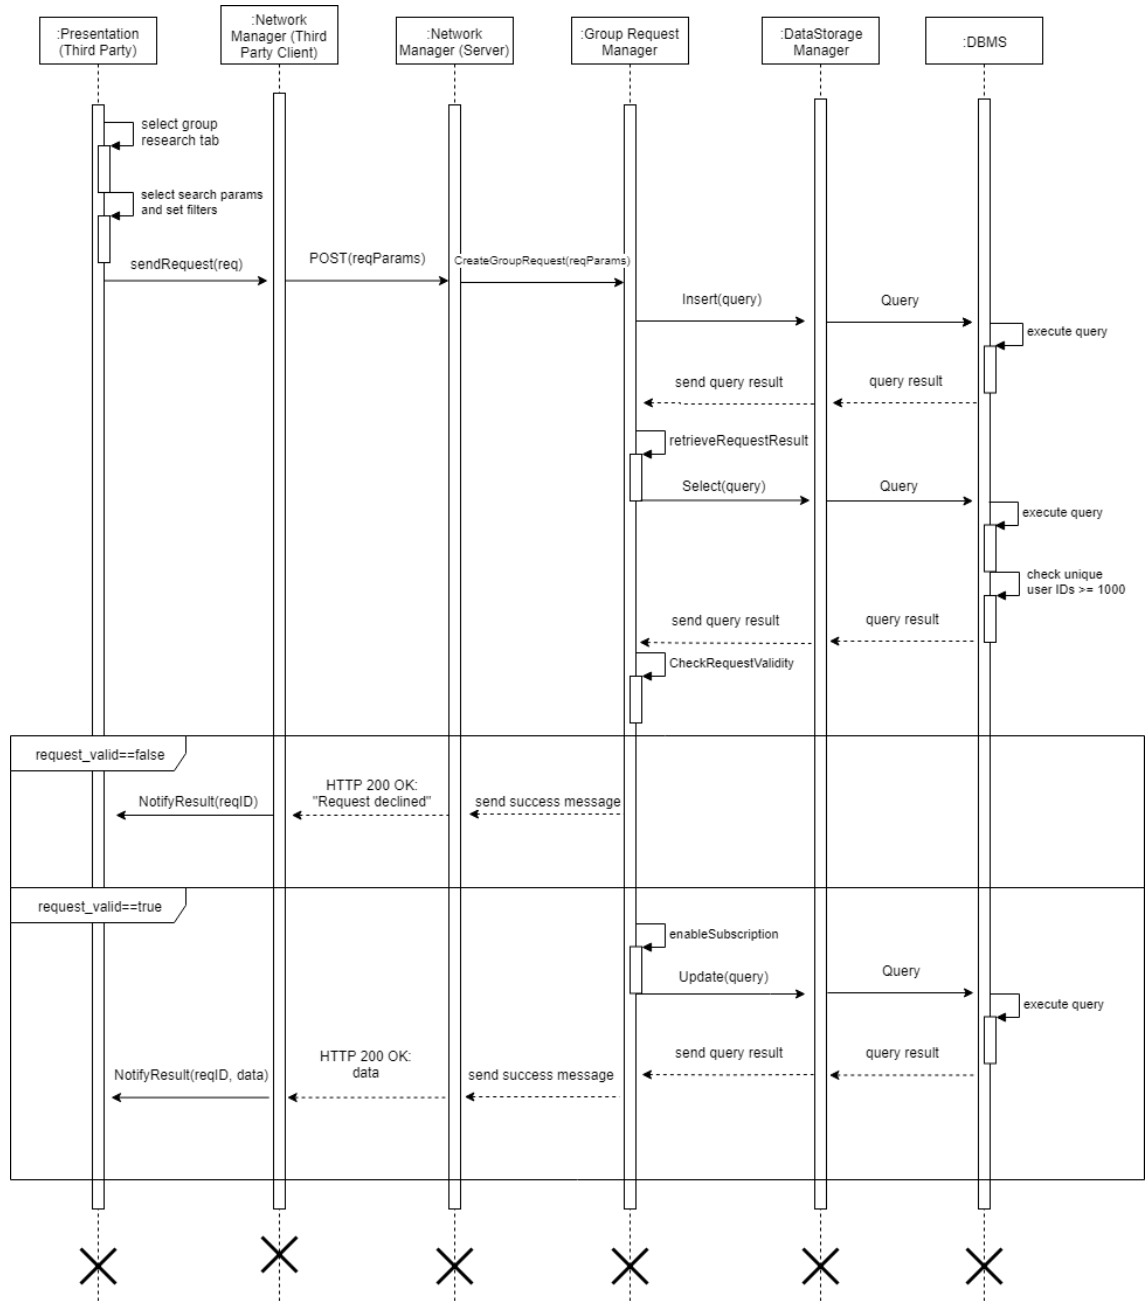 :Presentation
(Third Party)
:Network
Manager (Third
Party Client)
:Network
Manager (Server)
:Group Request
Manager
:DataStorage
Manager
:DBMS
select group
research tab
select search params
and set filters
sendRequest(req)
POST(reqParams)
CreateGroupRequest(reqParams)
Insert(query)
Query
execute query
send query result
query result
retrieveRequestResult
Select(query)
Query
execute query
check unique
user IDs >= 1000
send query result
query result
CheckRequestValidity
request_valid==false
NotifyResult(reqID)
HTTP 200 OK:
"Request declined"
send success message
request_valid==true
enableSubscription
Update(query)
Query
execute query
send query result
query result
NotifyResult(reqID, data)
HTTP 200 OK:
data
send success message